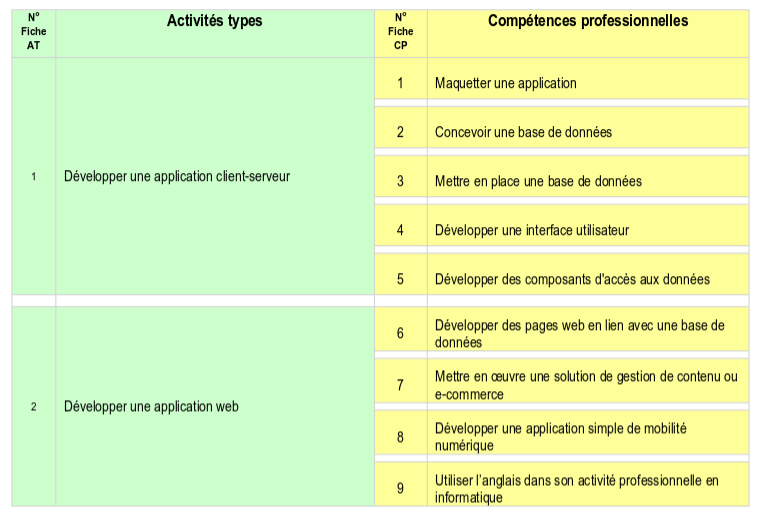 N° Fiche AT
Activités types
N° Fiche CP
Compétences professionnelles
1
Développer une application client-serveur
1
Maquetter une application
2
Concevoir une base de données
3
Mettre en place une base de données
4
Développer une interface utilisateur
5
Développer des composants d'accès aux données
2
Développer une application web
6
Développer des pages web en lien avec une base de
données
7
Mettre en œuvre une solution de gestion de contenu ou
e-commerce
8
Développer une application simple de mobilité
numérique
9
Utiliser l'anglais dans son activité professionnelle en
informatique